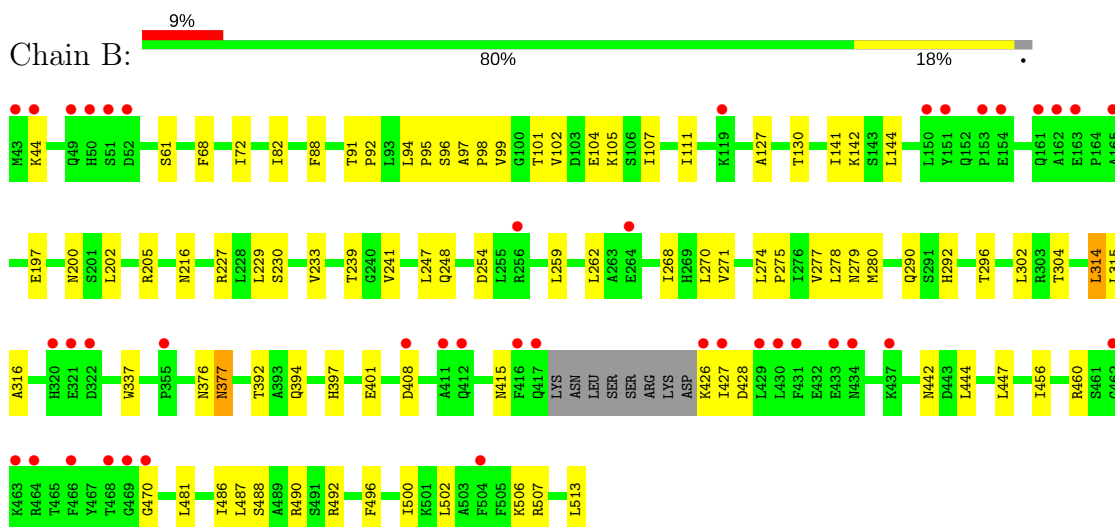 9%
Chain B:
80% 18% •
M43 K44 Q49 H50 S51 D52 S61 F68 I72 I82 F88 T91 P92 L93 L94 P95 S96 A97 P98 V99 G100 T101 V102 D103 E104 K105 S106 I107 I111 K119 A127 T130 I141 K142 S143 L144 L150 Y151 Q152 P153 E154 Q161 A162 E163 P164 A165
E197 N200 S201 L202 R205 N216 R227 L228 L229 S230 V233 T239 G240 V241 L247 Q248 D254 L255 R256 L259 L262 A263 E264 I268 H269 L270 V271 L274 P275 I276 V277 L278 N279 M280 Q290 S291 H292 T296 L302 R303 T304 L314 L315
A316 H320 E321 D322 W337 P355 N376 N377 T392 A393 Q394 H397 E401 D408 A411 Q412 N415 F416 Q417 LYS ASN LEU SER SER ARG LYS ASP K426 I427 D428 L429 L430 F431 E432 E433 N434 K437 N442 D443 L444 L447 I456 R460 S461 G462
K463 R464 T465 F466 Y467 T468 G469 G470 L481 I486 L487 S488 A489 R490 S491 R492 F496 I500 K501 L502 A503 F504 F505 K506 R507 L513